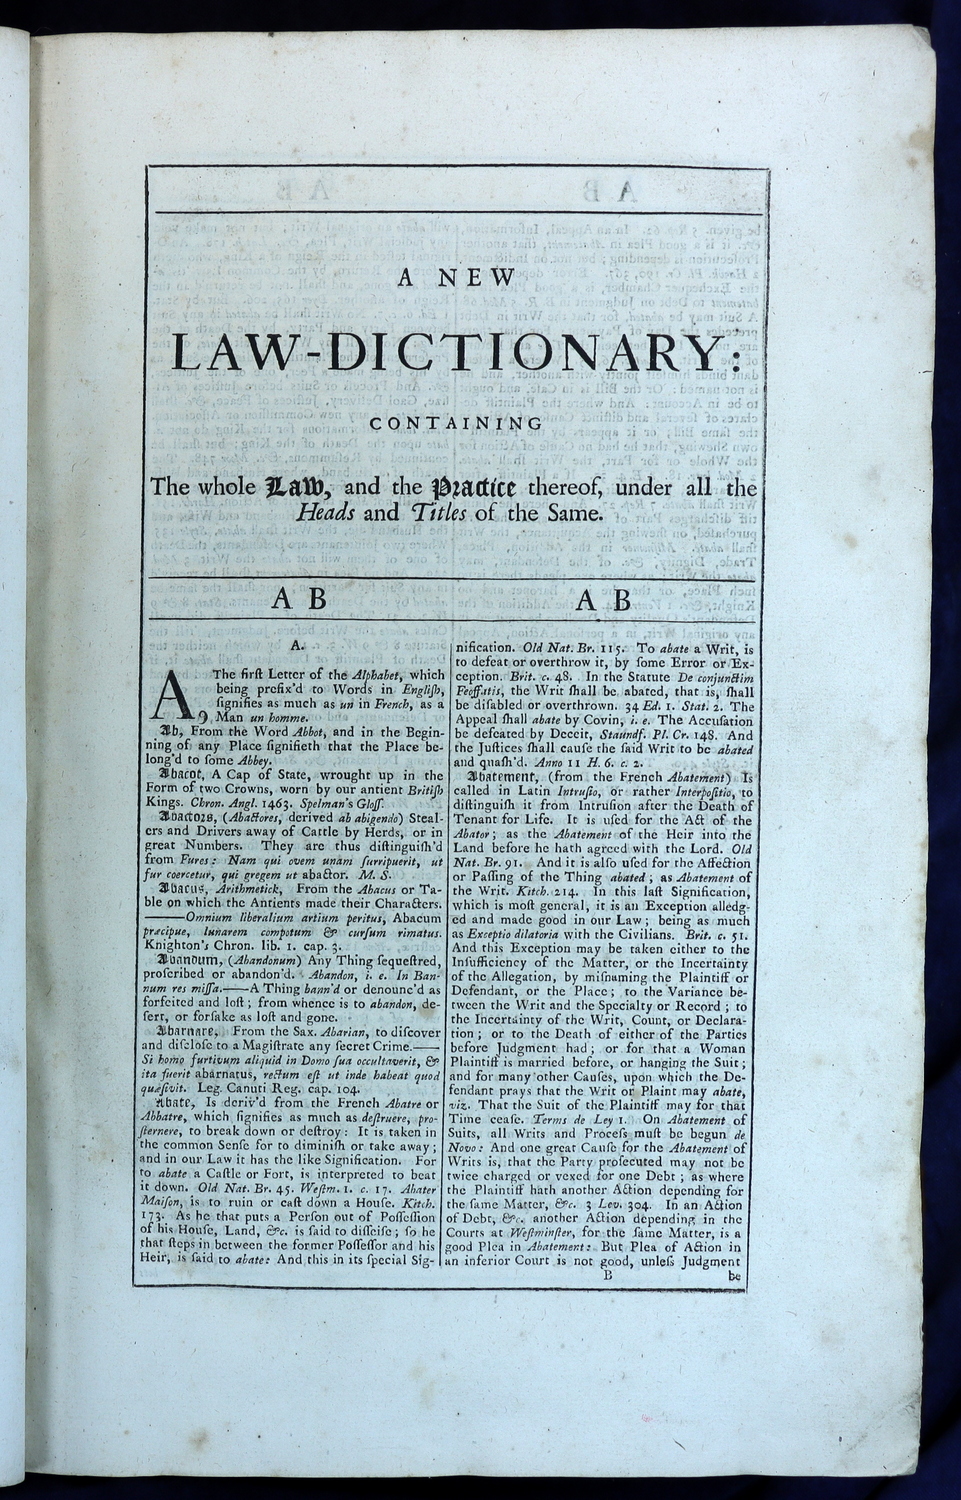 A NEW
LAW-DICTIONARY:
CONTAINING
The whole Law, and the Practice thereof, under all the
Heads and Titles of the Same.
A B
A B
A.
A, The firſt Letter of the Alphabet, which
being prefix'd to Words in Engliſh,
ſignifies as much as un in French, as a
Man un homme.
Ab, From the Word Abbot, and in the Begin-
ning of any Place ſignifieth that the Place be-
long'd to ſome Abbey.
Abacot, A Cap of State, wrought up in the
Form of two Crowns, worn by our antient Britiſh
Kings. Chron. Angl. 1463. Spelman's Gloſſ.
Abactors, (Abactores, derived ab abigendo) Steal-
ers and Drivers away of Cattle by Herds, or in
great Numbers. They are thus diſtinguiſh'd
from Fures: Nam qui ovem unam ſurripuerit, ut
fur coercetur, qui gregem ut abactor. M. S.
Abacus, Arithmetick, From the Abacus or Ta-
ble on which the Antients made their Characters.
——Omnium liberalium artium peritus, Abacum
præcipue, lunarem compotum & curſum rimatus.
Knighton's Chron. lib. 1. cap. 3.
Abandum, (Abandonum) Any Thing ſequeſtred,
proſcribed or abandon'd. Abandon, i. e. In Ban-
num res miſſa.——A Thing bann'd or denounc'd as
forfeited and loſt; from whence is to abandon, de-
ſert, or forſake as loſt and gone.
Abarnare, From the Sax. Abarian, to diſcover
and diſcloſe to a Magiſtrate any ſecret Crime.——
Si homo furtivum aliquid in Domo ſua occultaverit, &
ita fuerit abarnatus, rectum eſt ut inde habeat quod
quæſivit. Leg. Canuti Reg. cap. 104.
Abate, Is deriv'd from the French Abatre or
Abbatre, which ſignifies as much as deſtruere, pro-
ſternere, to break down or deſtroy: It is taken in
the common Senſe for to diminiſh or take away;
and in our Law it has the like Signification. For
to abate a Caſtle or Fort, is interpreted to beat
it down. Old Nat. Br. 45. Weſtm. 1. c. 17. Abater
Maiſon, is to ruin or caſt down a Houſe. Kitch.
173. As he that puts a Perſon out of Poſſeſſion
of his Houſe, Land, &c. is ſaid to diſſeiſe; ſo he
that ſteps in between the former Poſſeſſor and his
Heir, is ſaid to abate: And this in its ſpecial Sig-
nification. Old Nat. Br. 115. To abate a Writ, is
to defeat or overthrow it, by ſome Error or Ex-
ception. Brit. c. 48. In the Statute De conjunctim
Feoffatis, the Writ ſhall be abated, that is, ſhall
be diſabled or overthrown. 34 Ed. 1. Stat. 2. The
Appeal ſhall abate by Covin, i. e. The Accuſation
be defeated by Deceit, Staundf. Pl. Cr. 148. And
the Juſtices ſhall cauſe the ſaid Writ to be abated
and quaſh'd. Anno 11 H. 6. c. 2.
Abatement, (from the French Abatement) Is
called in Latin Intruſio, or rather Interpoſitio, to
diſtinguiſh it from Intruſion after the Death of
Tenant for Life. It is uſed for the Act of the
Abator; as the Abatement of the Heir into the
Land before he hath agreed with the Lord. Old
Nat. Br. 91. And it is alſo uſed for the Affection
or Paſſing of the Thing abated; as Abatement of
the Writ. Kitch. 214. In this laſt Signification,
which is moſt general, it is an Exception alledg-
ed and made good in our Law; being as much
as Exceptio dilatoria with the Civilians. Brit. c. 51.
And this Exception may be taken either to the
Inſufficiency of the Matter, or the Incertainty
of the Allegation, by miſnaming the Plaintiff or
Defendant, or the Place; to the Variance be-
tween the Writ and the Specialty or Record; to
the Incertainty of the Writ, Count, or Declara-
tion; or to the Death of either of the Parties
before Judgment had; or for that a Woman
Plaintiff is married before, or hanging the Suit;
and for many other Cauſes, upon which the De-
fendant prays that the Writ or Plaint may abate,
viz. That the Suit of the Plaintiff may for that
Time ceaſe. Terms de Ley 1. On Abatement of
Suits, all Writs and Proceſs muſt be begun de
Novo: And one great Cauſe for the Abatement of
Writs is, that the Party proſecuted may not be
twice charged or vexed for one Debt; as where
the Plaintiff hath another Action depending for
the ſame Matter, &c. 3 Lev. 304. In an Action
of Debt, &c. another Action depending in the
Courts at Weſtminſter, for the ſame Matter, is a
good Plea in Abatement: But Plea of Action in
an inferior Court is not good, unleſs Judgment
B be